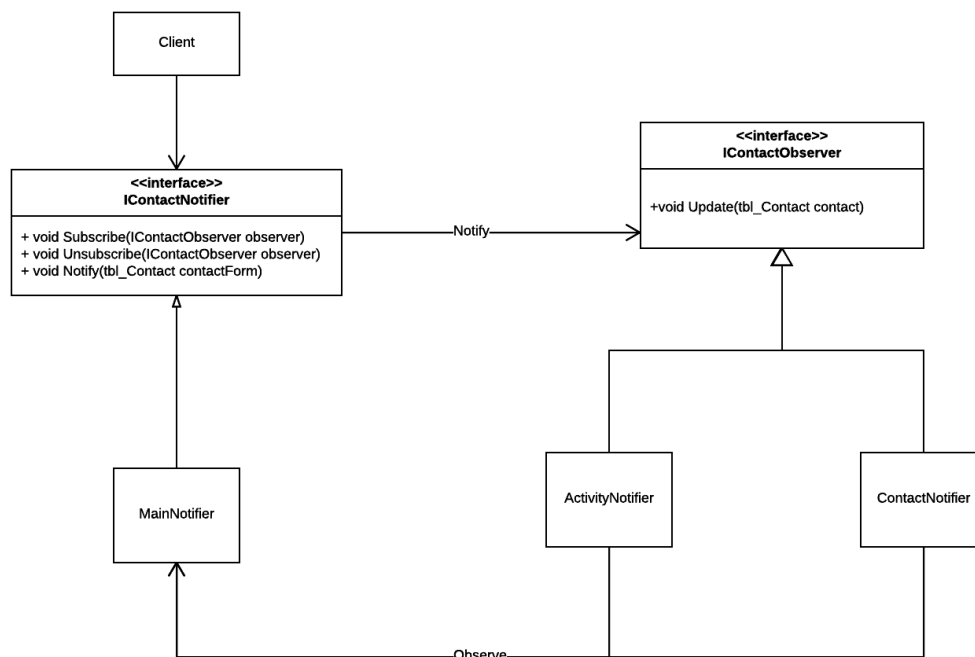 Client
<<interface>>
IContactNotifier
+ void Subscribe(IContactObserver observer)
+ void Unsubscribe(IContactObserver observer)
+ void Notify(tbl_Contact contactForm)
Notify
<<interface>>
IContactObserver
+void Update(tbl_Contact contact)
MainNotifier
ActivityNotifier
ContactNotifier
Observe